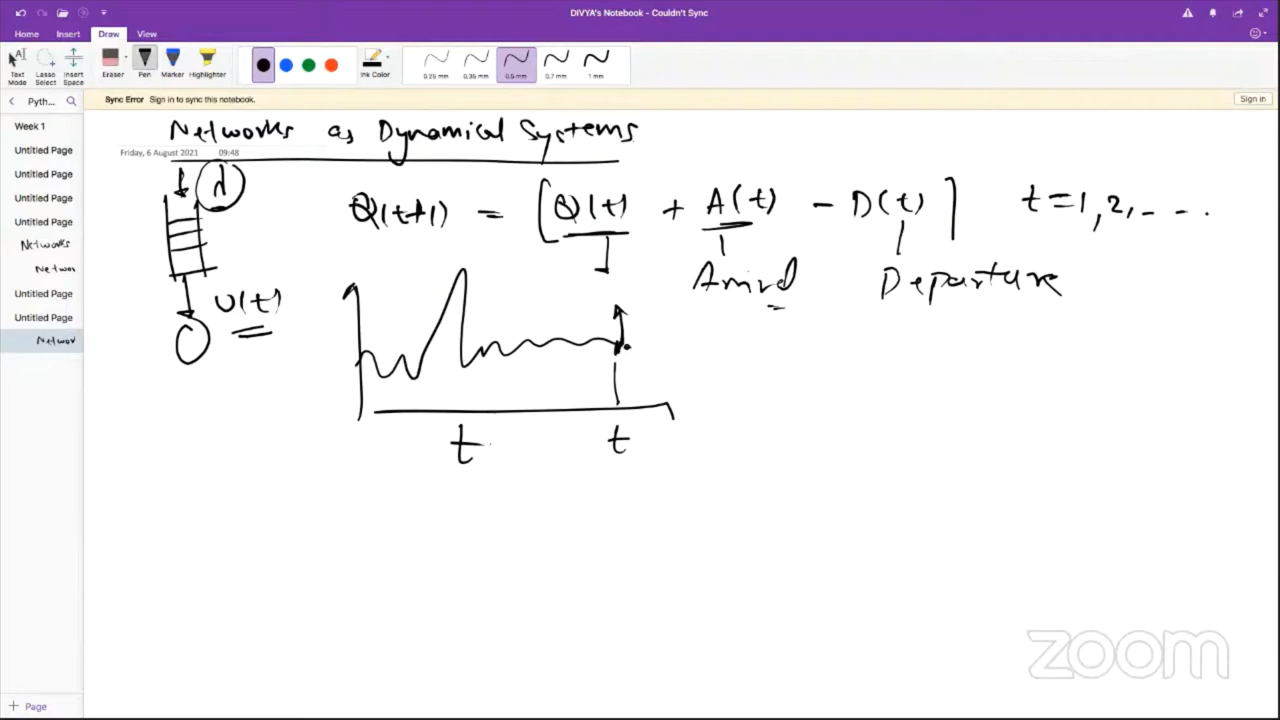 DIVYA's Notebook - Couldn't Sync
Home Insert Draw View
Text Mode Lasso Select Insert Space Eraser Pen Marker Highlighter Ink Color 0.25 mm 0.35 mm 0.5 mm 0.7 mm 1 mm
Pyth...
Sync Error Sign in to sync this notebook. Sign in
Week 1
Untitled Page
Untitled Page
Untitled Page
Untitled Page
Networks
Networ
Untitled Page
Untitled Page
Networ
+ Page
Networks as Dynamical Systems
Friday, 6 August 2021 09:48
λ
Q(t+1) = [Q(t) + A(t) - D(t)] t=1,2,- - -.
Arrival Departure
U(t)
t t
zoom